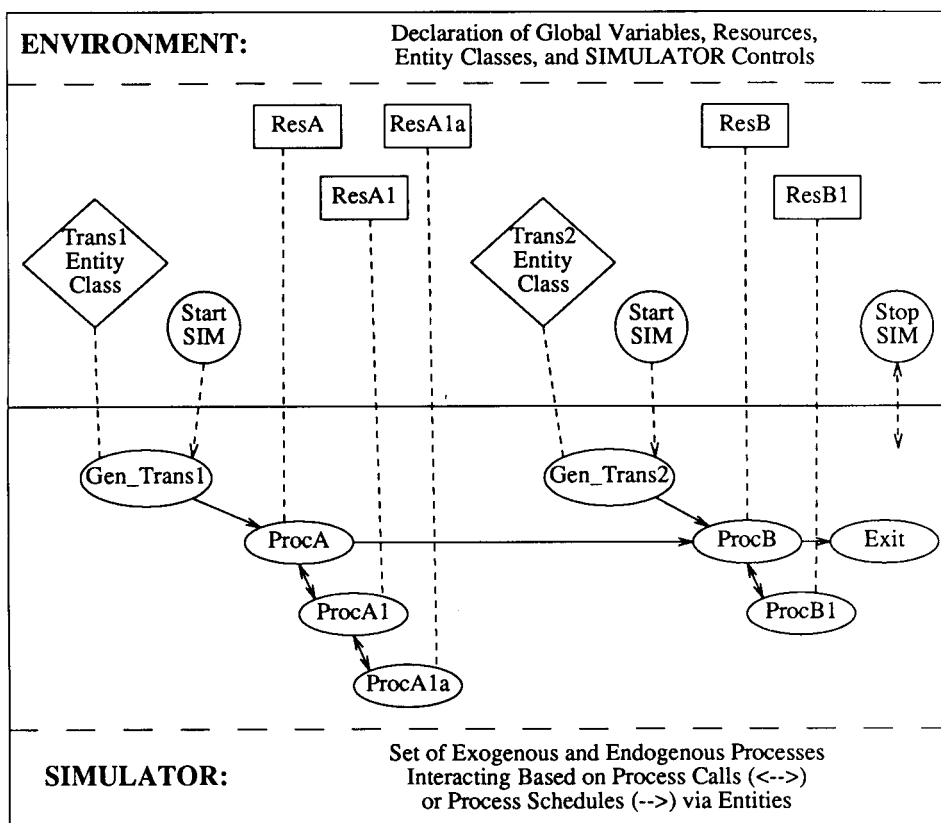 ENVIRONMENT:
Declaration of Global Variables, Resources,
Entity Classes, and SIMULATOR Controls
ResA
ResA1a
ResB
ResA1
ResB1
Trans1
Entity
Class
Trans2
Entity
Class
Start
SIM
Start
SIM
Stop
SIM
Gen_Trans1
Gen_Trans2
ProcA
ProcB
Exit
ProcA1
ProcB1
ProcA1a
SIMULATOR:
Set of Exogenous and Endogenous Processes
Interacting Based on Process Calls (<-->)
or Process Schedules (-->) via Entities